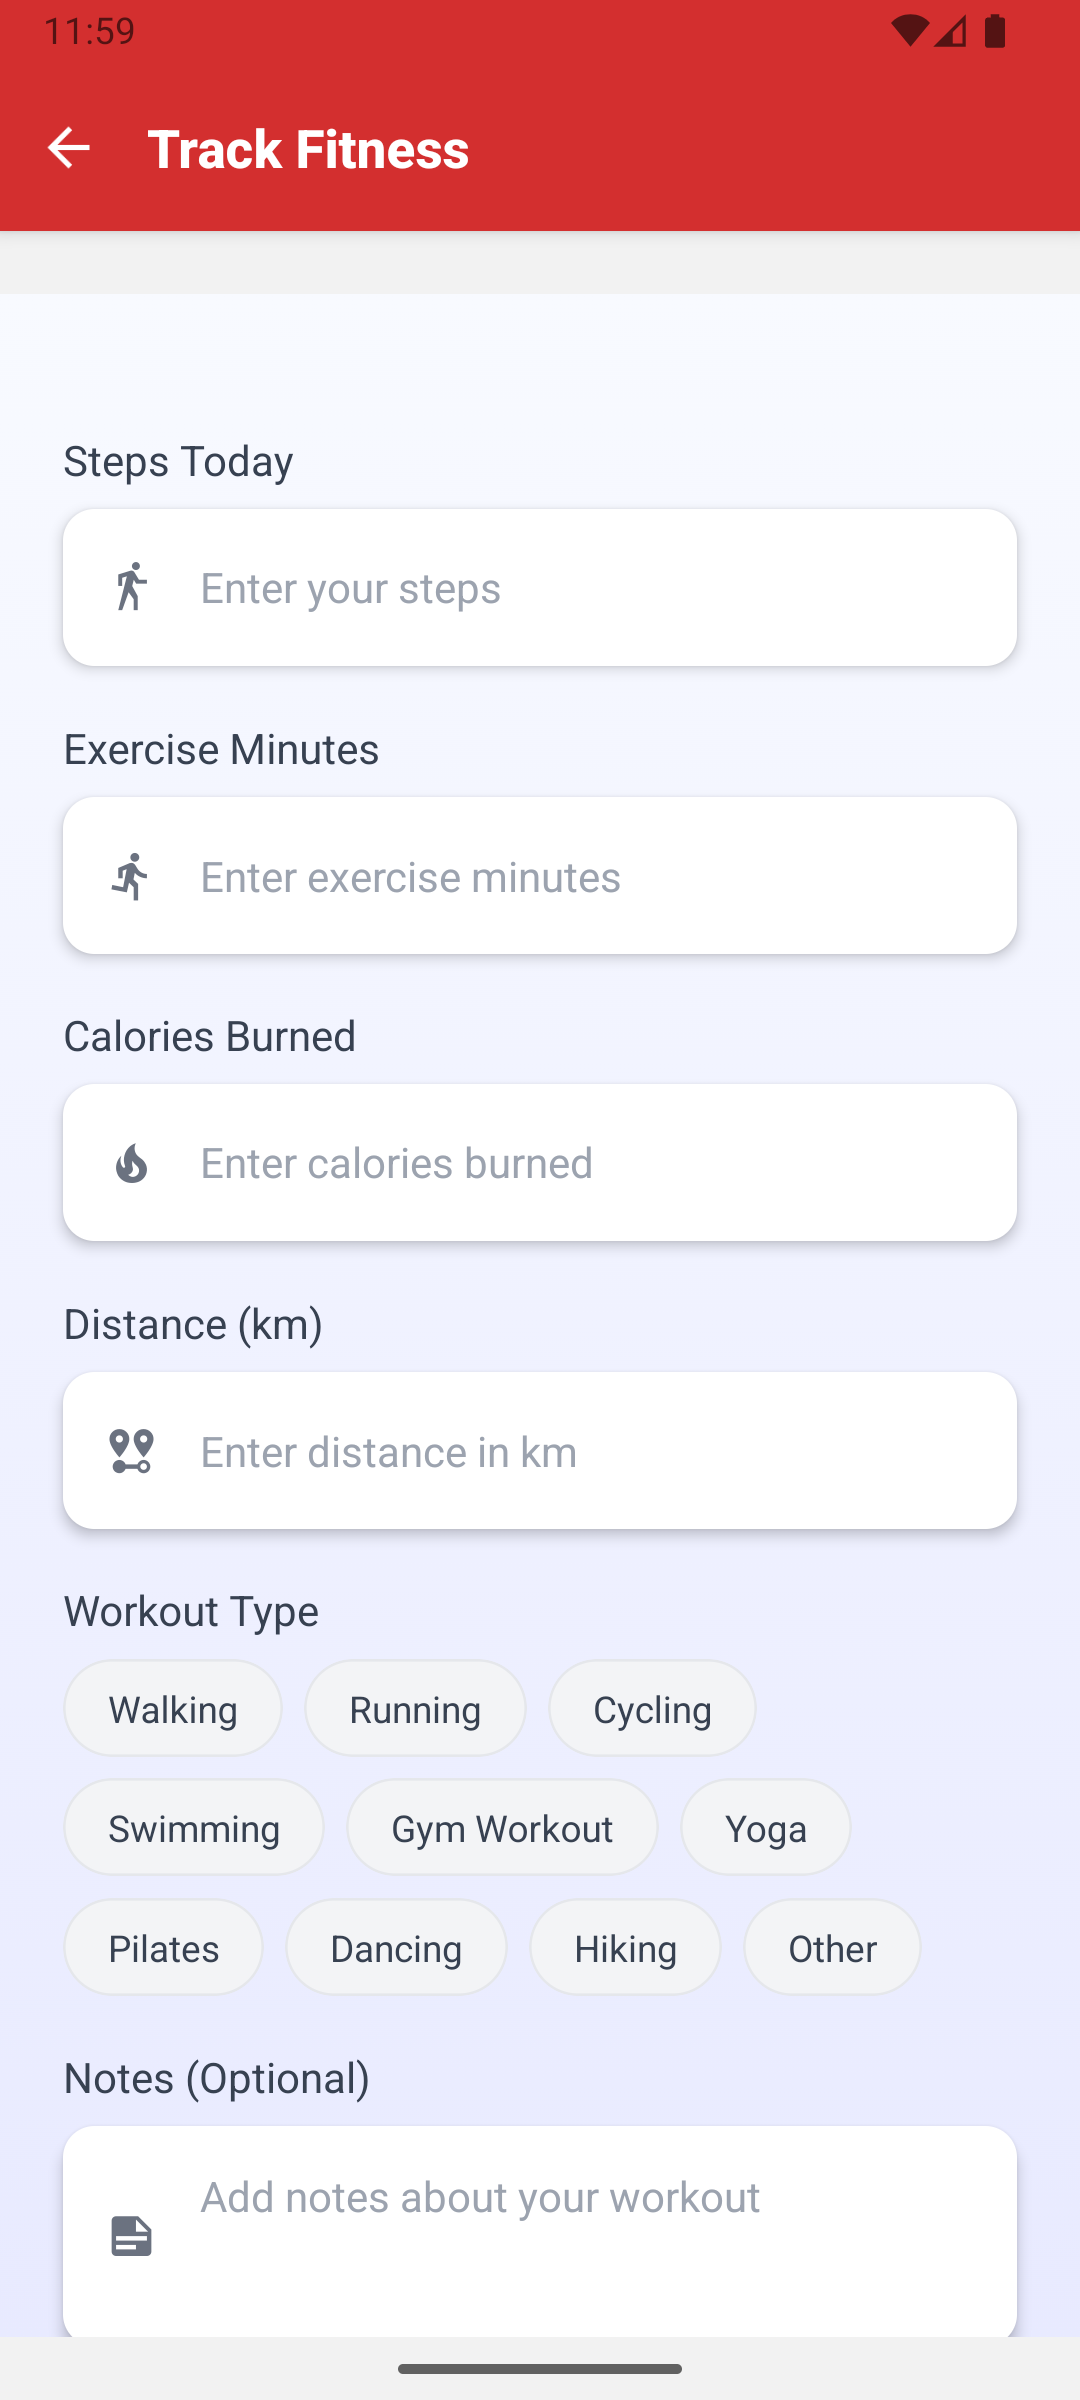 11:59
Track Fitness
Steps Today
Enter your steps
Exercise Minutes
Enter exercise minutes
Calories Burned
Enter calories burned
Distance (km)
Enter distance in km
Workout Type
Walking Running Cycling
Swimming Gym Workout Yoga
Pilates Dancing Hiking Other
Notes (Optional)
Add notes about your workout